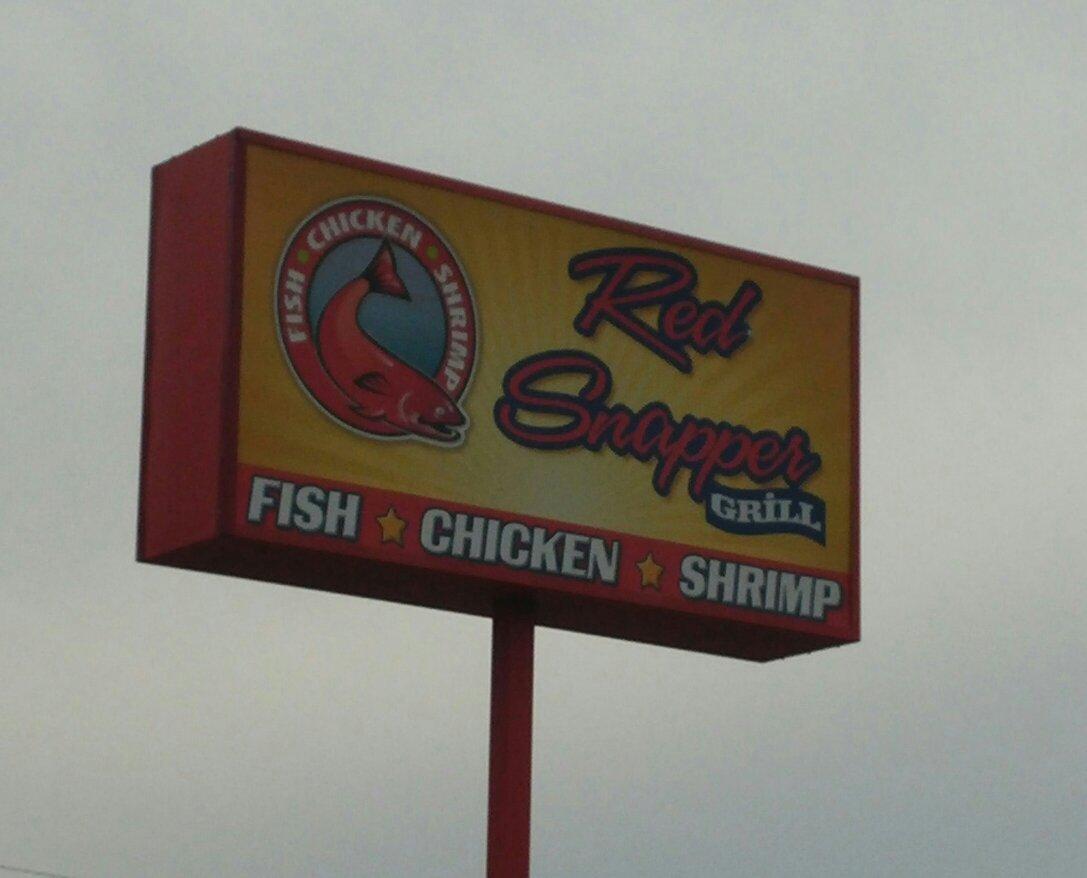 FISH • CHICKEN • SHRIMP
Red
Snapper
GRILL
FISH ★ CHICKEN ★ SHRIMP